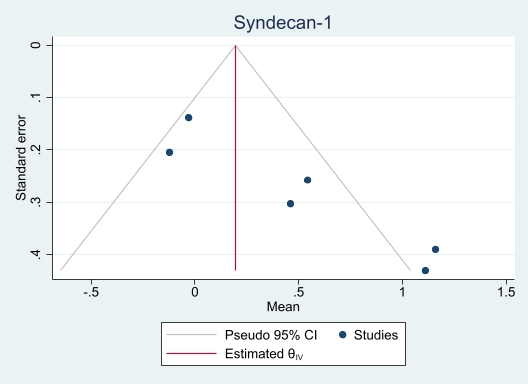 Syndecan-1
0
.1
.2
.3
.4
Standard error
-.5
0
.5
1
1.5
Mean
Pseudo 95% CI
Studies
Estimated θIV